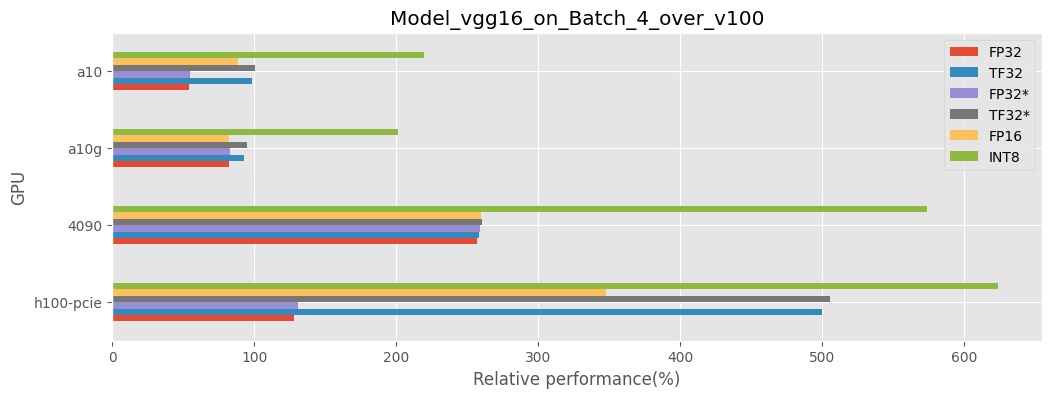 Model_vgg16_on_Batch_4_over_v100
FP32
TF32
FP32*
TF32*
FP16
INT8
a10
a10g
4090
h100-pcie
GPU
0 100 200 300 400 500 600
Relative performance(%)